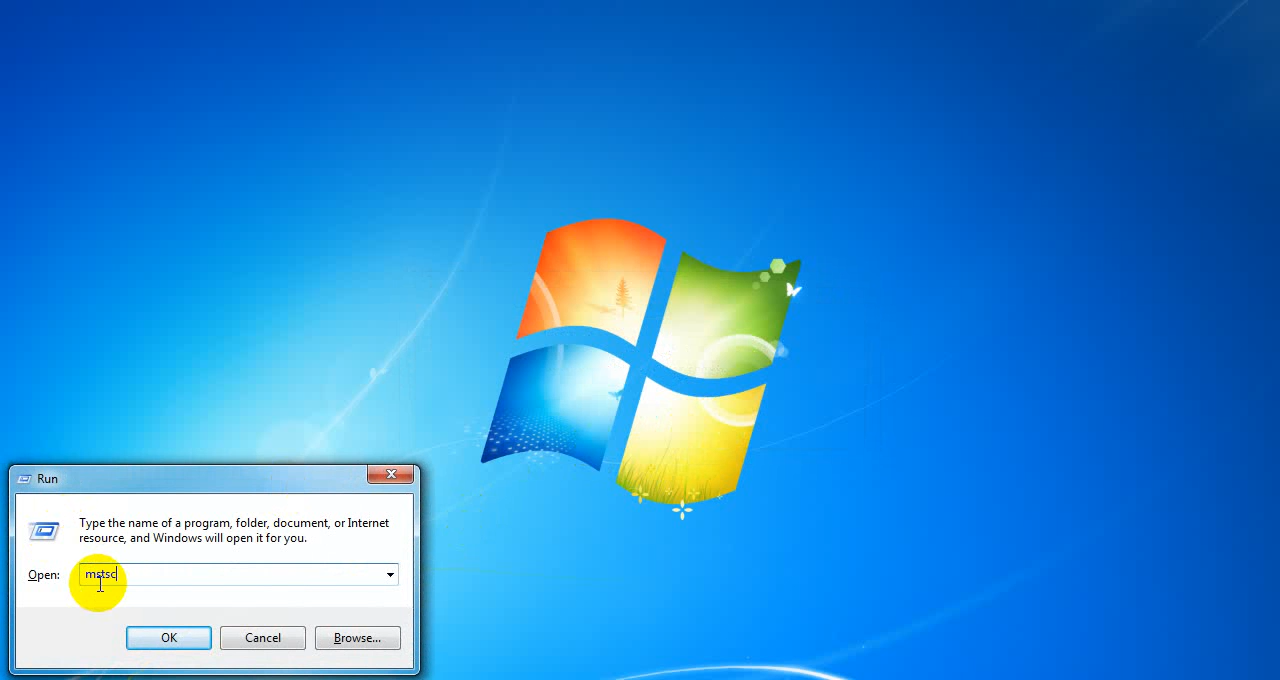 Run
Type the name of a program, folder, document, or Internet
resource, and Windows will open it for you.
Open: mstsc
OK Cancel Browse...